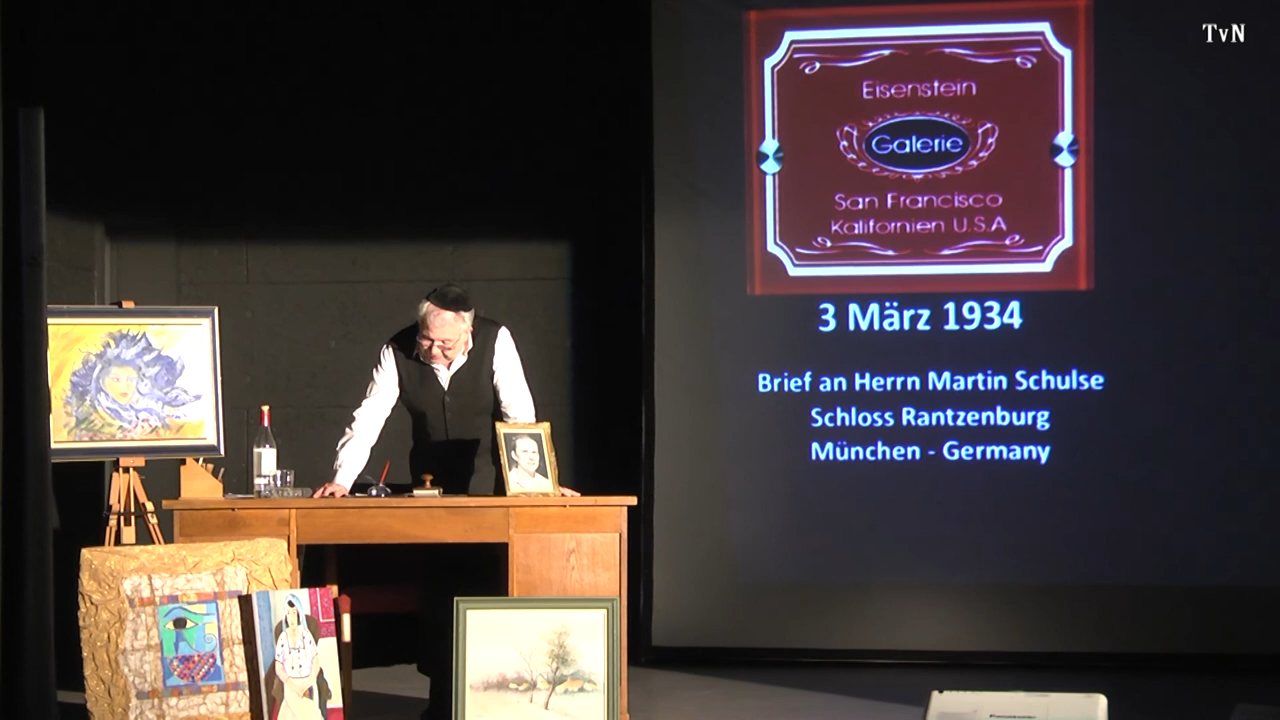 TvN
Eisenstein
Galerie
San Francisco
Kalifornien U.S.A
3 März 1934
Brief an Herrn Martin Schulse
Schloss Rantzenburg
München - Germany